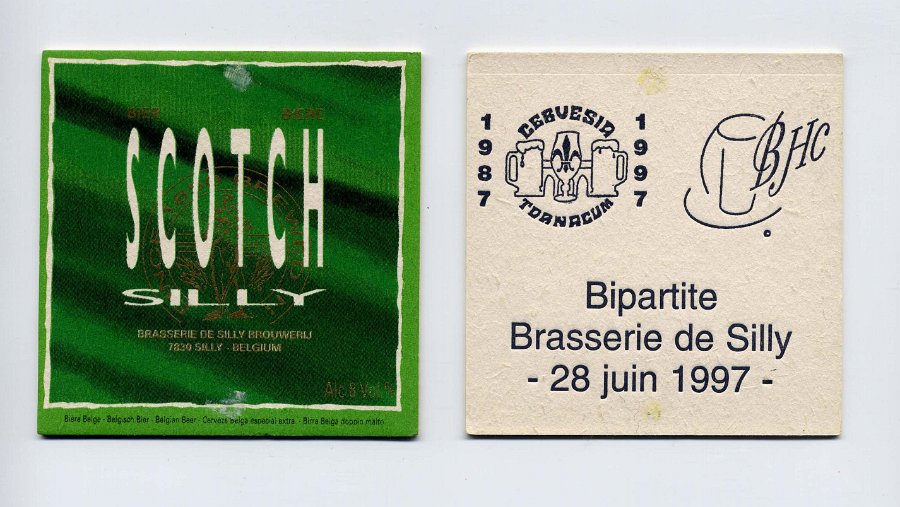 BIER BIERE
SCOTCH
SILLY
BRASSERIE DE SILLY BROUWERIJ
7830 SILLY - BELGIUM
Alc. 8 Vol.%
Bière Belge - Belgisch Bier - Belgian Beer - Cerveza Belga especial extra - Birra Belga doppio malto
1987
CERVESIA
TORNACUM
1997
BHC
Bipartite
Brasserie de Silly
- 28 juin 1997 -